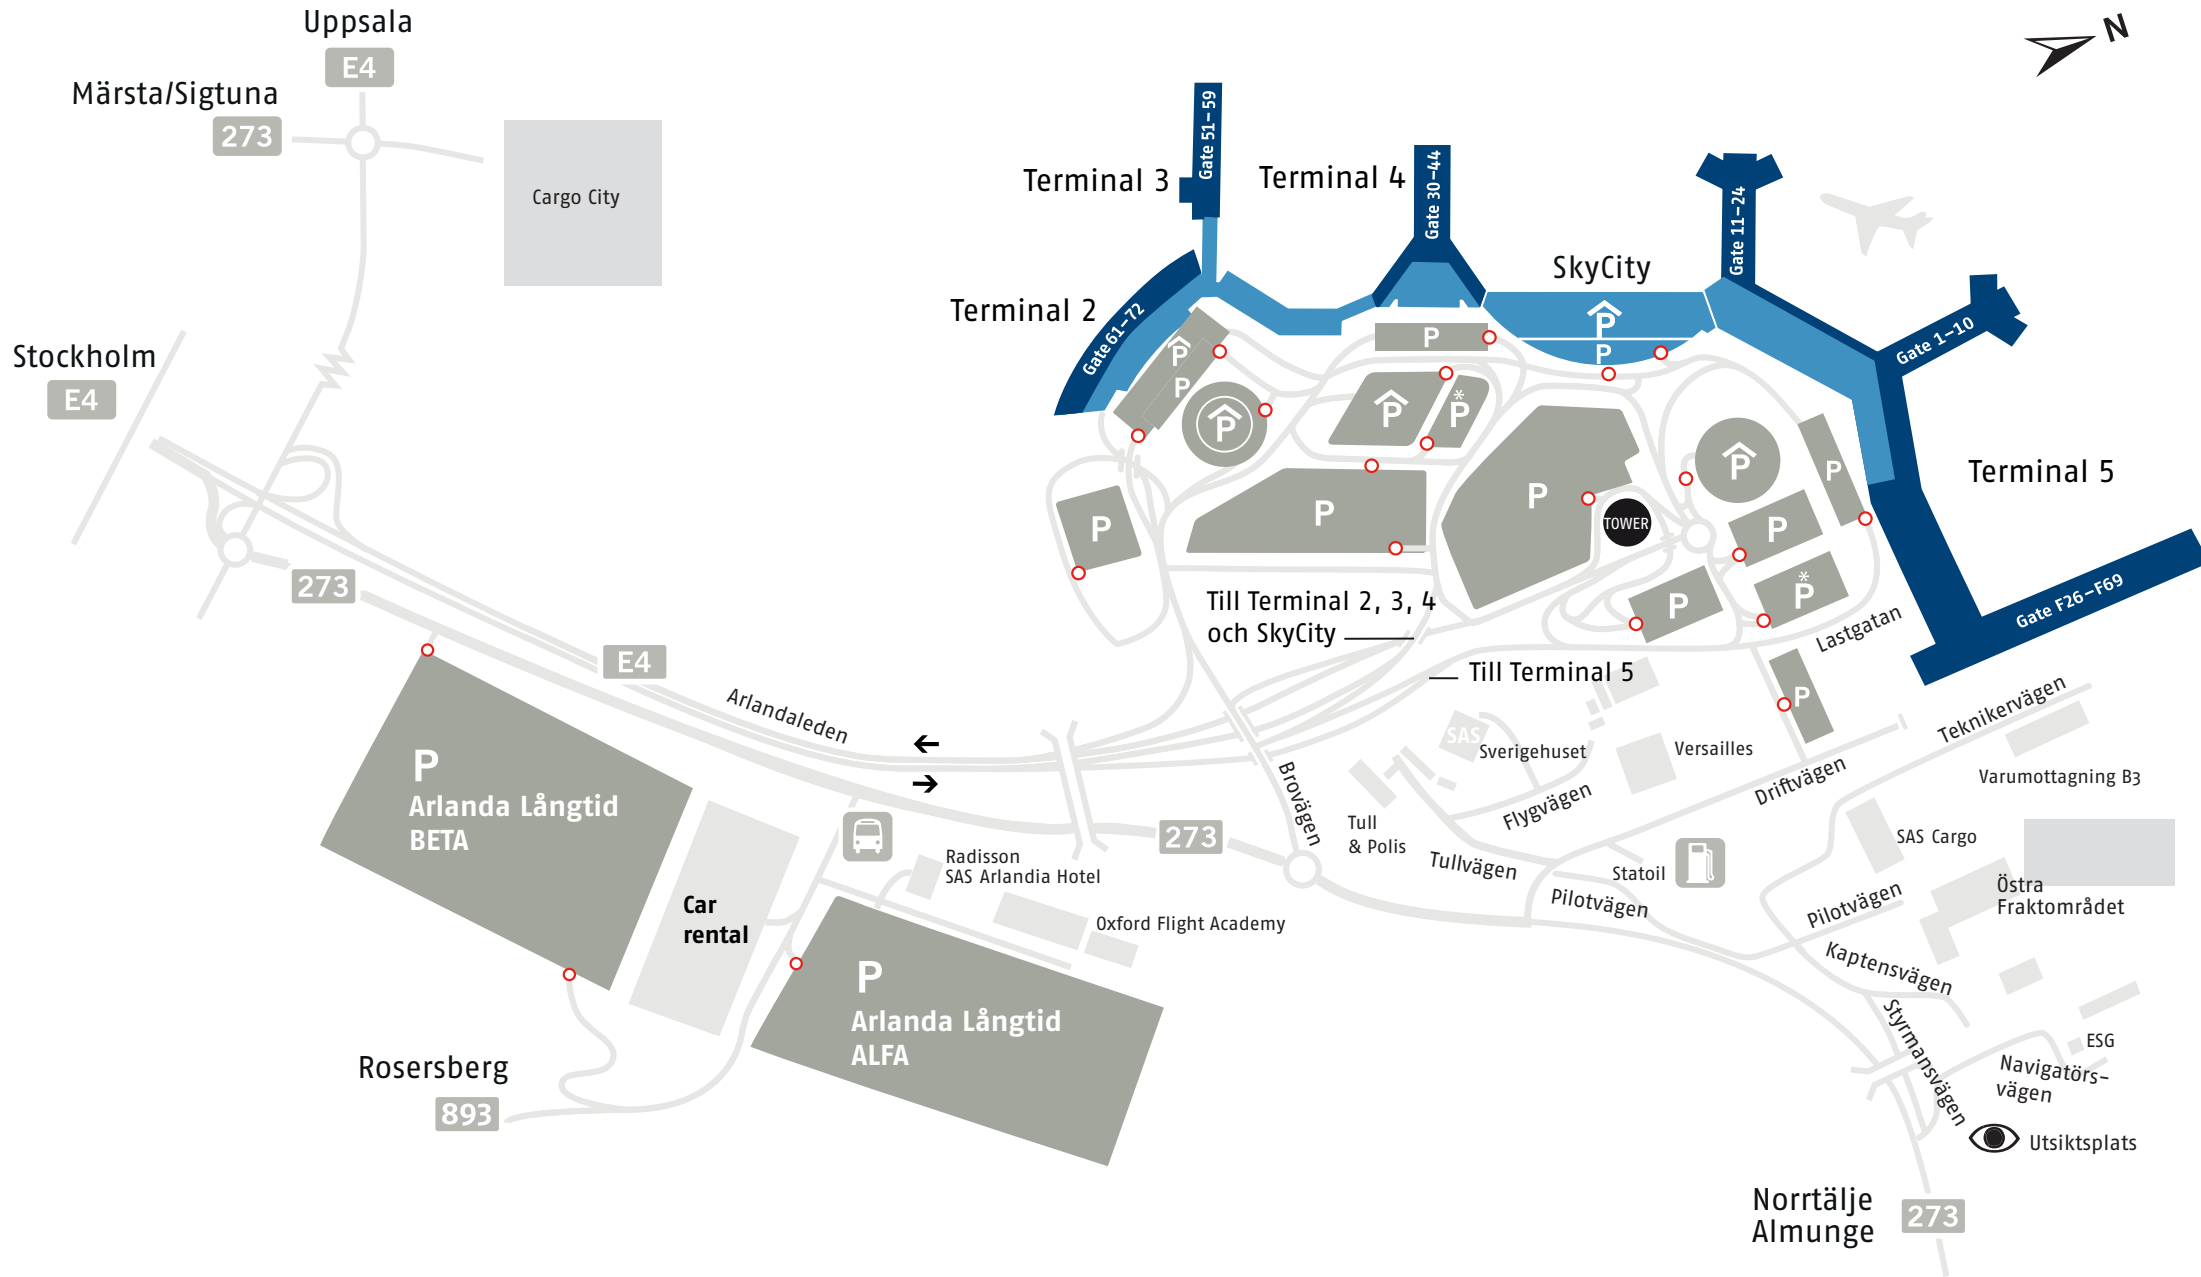 Uppsala
E4
Märsta/Sigtuna
273
Cargo City
Stockholm
E4
N
Gate 51–59
Terminal 3
Terminal 4
Gate 30–44
Gate 11–24
SkyCity
Terminal 2
Gate 61–72
Gate 1–10
P
P
P
P
P
P
P
P
*
P
P
P
P
P
P
TOWER
P
P
*
P
P
P
Terminal 5
Gate F26–F69
Lastgatan
Till Terminal 2, 3, 4
och SkyCity
Till Terminal 5
273
E4
Arlandaleden
←
→
P
Arlanda Långtid
BETA
Car
rental
Radisson
SAS Arlandia Hotel
Oxford Flight Academy
P
Arlanda Långtid
ALFA
Rosersberg
893
273
Brovägen
Tull
& Polis
SAS
Sverigehuset
Versailles
Flygvägen
Tullvägen
Driftvägen
Teknikervägen
Varumottagning B3
Statoil
Pilotvägen
SAS Cargo
Östra
Fraktområdet
Pilotvägen
Kaptensvägen
Styrmansvägen
ESG
Navigatörs–
vägen
Utsiktsplats
Norrtälje
Almunge
273